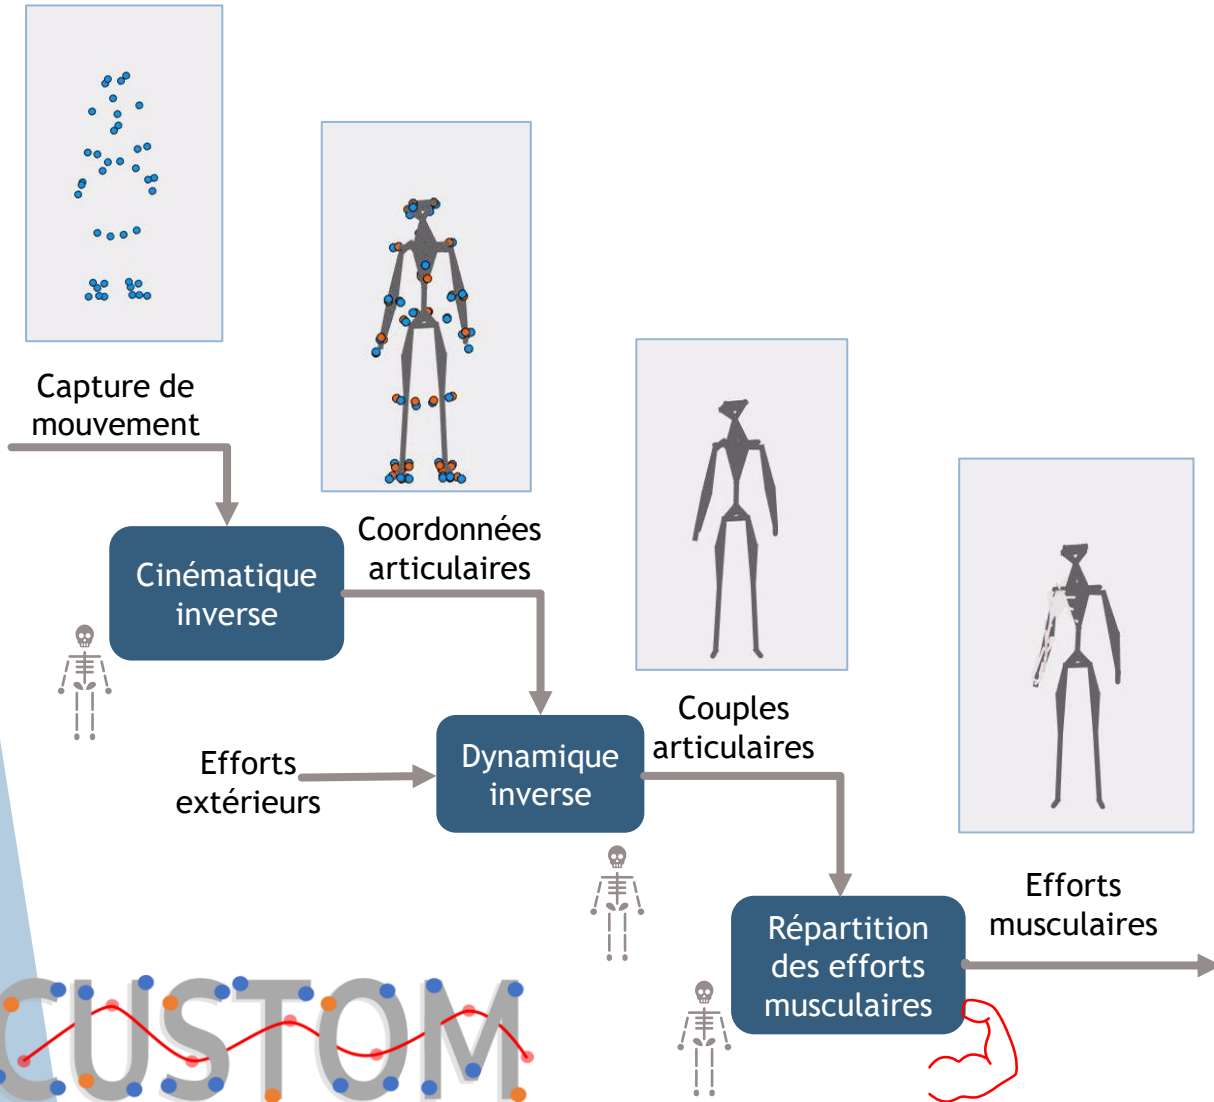 Capture de
mouvement
Coordonnées
articulaires
Cinématique
inverse
Couples
articulaires
Efforts
extérieurs
Dynamique
inverse
Efforts
musculaires
Répartition
des efforts
musculaires
CUSTOM